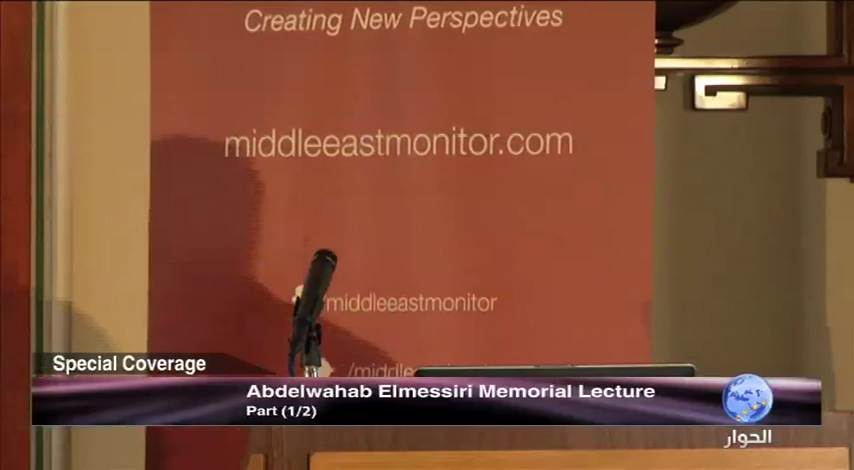 Creating New Perspectives
middleeastmonitor.com
/middleeastmonitor
Special Coverage
Abdelwahab Elmessiri Memorial Lecture
Part (1/2)
الحوار